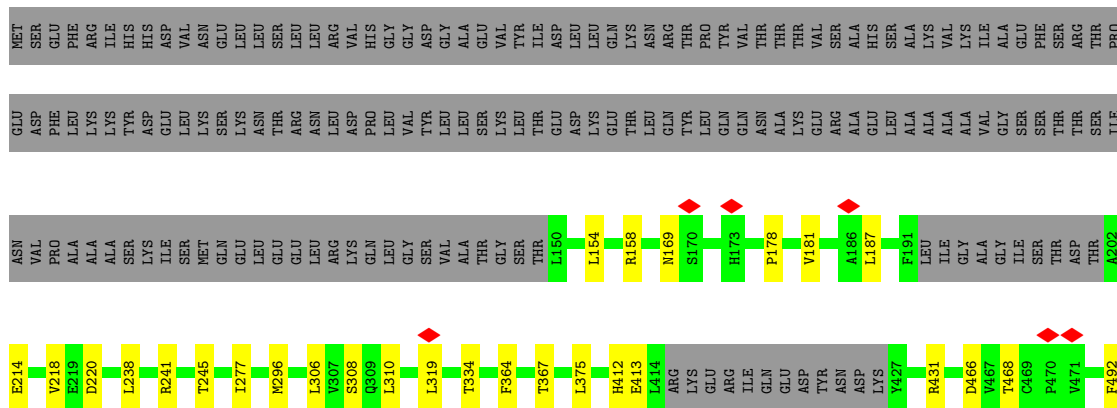 MET SER GLU PHE ARG ILE HIS HIS ASP VAL ASN GLU LEU LEU SER LEU LEU ARG VAL HIS GLY GLY ASP GLY ALA GLU VAL TYR ILE ASP LEU LEU GLN LYS ASN ARG THR PRO TYR VAL THR THR THR VAL SER ALA HIS SER ALA LYS VAL LYS ILE ALA GLU PHE SER ARG THR PRO
GLU ASP PHE LEU LYS LYS TYR ASP GLU LEU LYS SER LYS ASN THR ARG ASN LEU ASP PRO LEU VAL TYR LEU LEU SER LYS LEU THR GLU ASP LYS GLU THR LEU GLN TYR LEU GLN GLN ASN ALA LYS GLU ARG ALA GLU LEU ALA ALA ALA ALA VAL GLY SER SER THR THR SER ILE
ASN VAL PRO ALA ALA ALA SER LYS ILE SER MET GLN GLU LEU GLU GLU LEU ARG LYS GLN LEU GLY SER VAL ALA THR GLY SER THR L150 L154 R158 N169 S170 H173 P178 V181 A186 L187 F191 LEU ILE GLY ALA GLY ILE SER THR ASP THR A202
E214 V218 E219 D220 L238 R241 T245 I277 M296 L306 V307 S308 Q309 L310 L319 T334 F364 T367 L375 H412 E413 L414 ARG LYS GLU ARG ILE GLN GLU ASP TYR ASN ASP LYS Y427 R431 D466 V467 T468 C469 P470 V471 F492